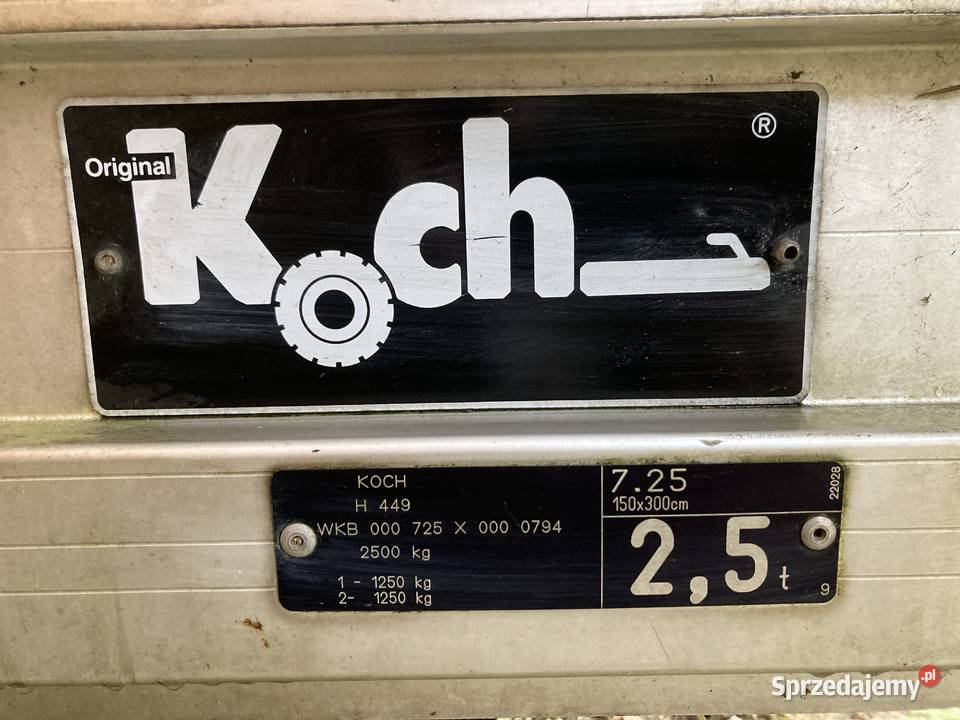 Original
Koch
®
KOCH
H 449
WKB 000 725 X 000 0794
2500 kg
1 - 1250 kg
2- 1250 kg
7.25
150x300cm
2,5 t
22028
9
Sprzedajemy.pl